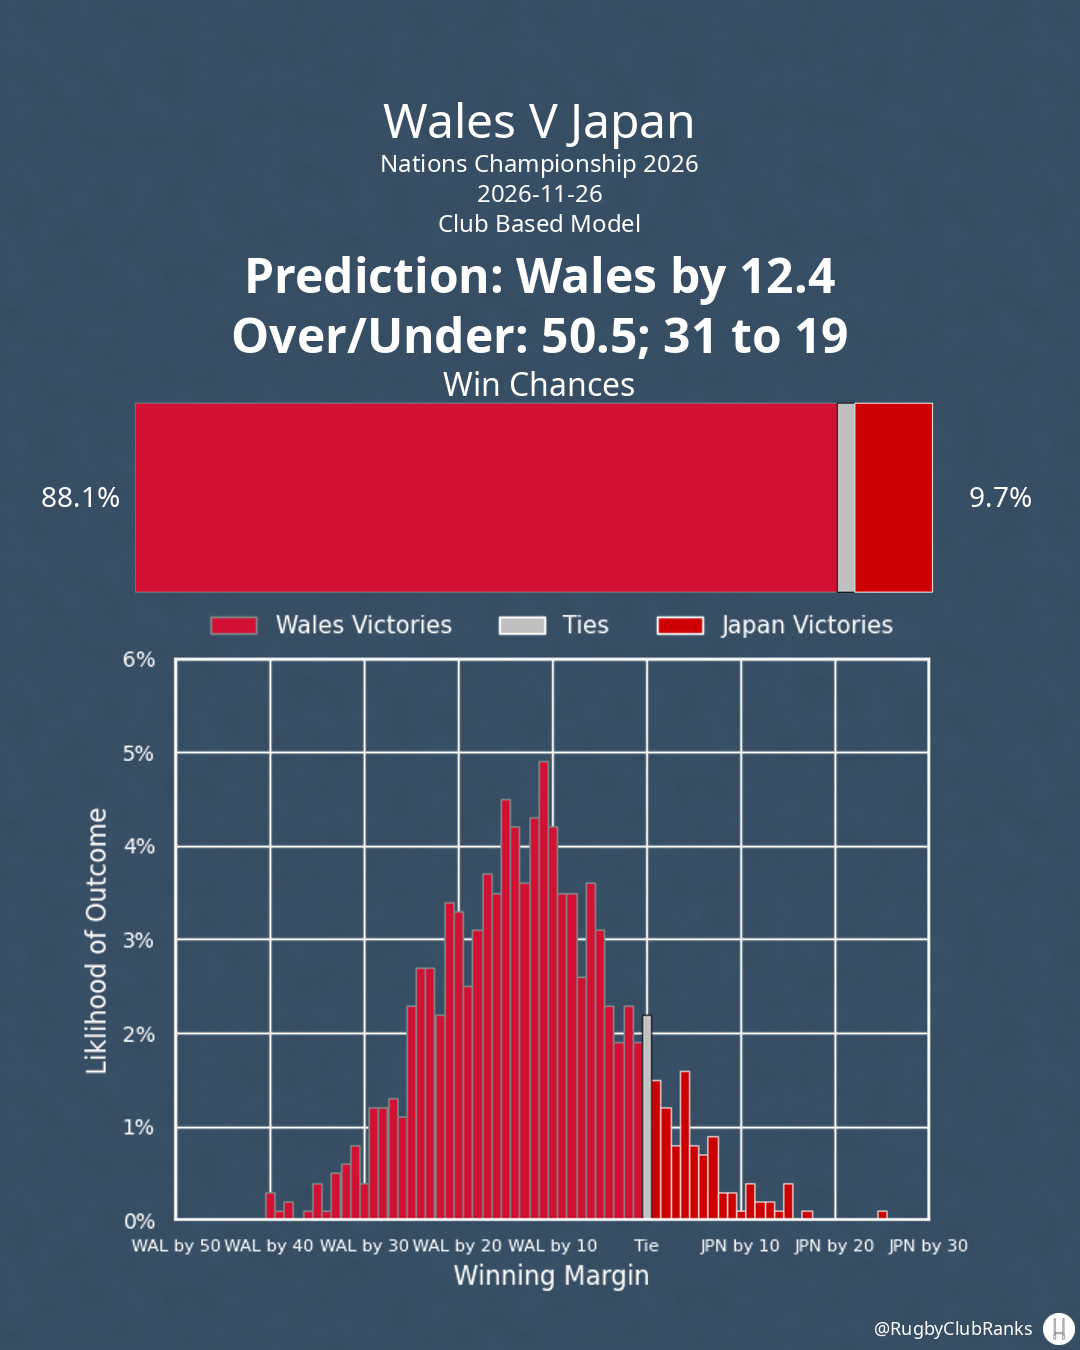 Wales V Japan
Nations Championship 2026
2026-11-26
Club Based Model
Prediction: Wales by 12.4
Over/Under: 50.5; 31 to 19
Win Chances
88.1%
9.7%
Wales Victories
Ties
Japan Victories
6%
5%
4%
3%
2%
1%
0%
Liklihood of Outcome
WAL by 50 WAL by 40 WAL by 30 WAL by 20 WAL by 10 Tie JPN by 10 JPN by 20 JPN by 30
Winning Margin
@RugbyClubRanks